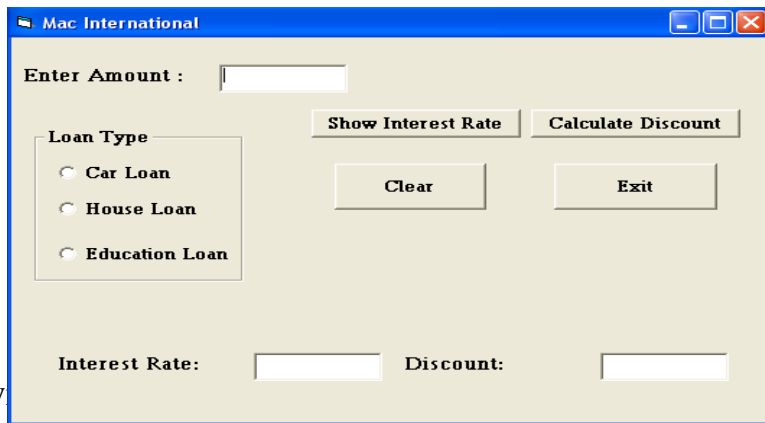 Mac International
Enter Amount :
Show Interest Rate Calculate Discount
Loan Type
Car Loan
Clear Exit
House Loan
Education Loan
Interest Rate: Discount: